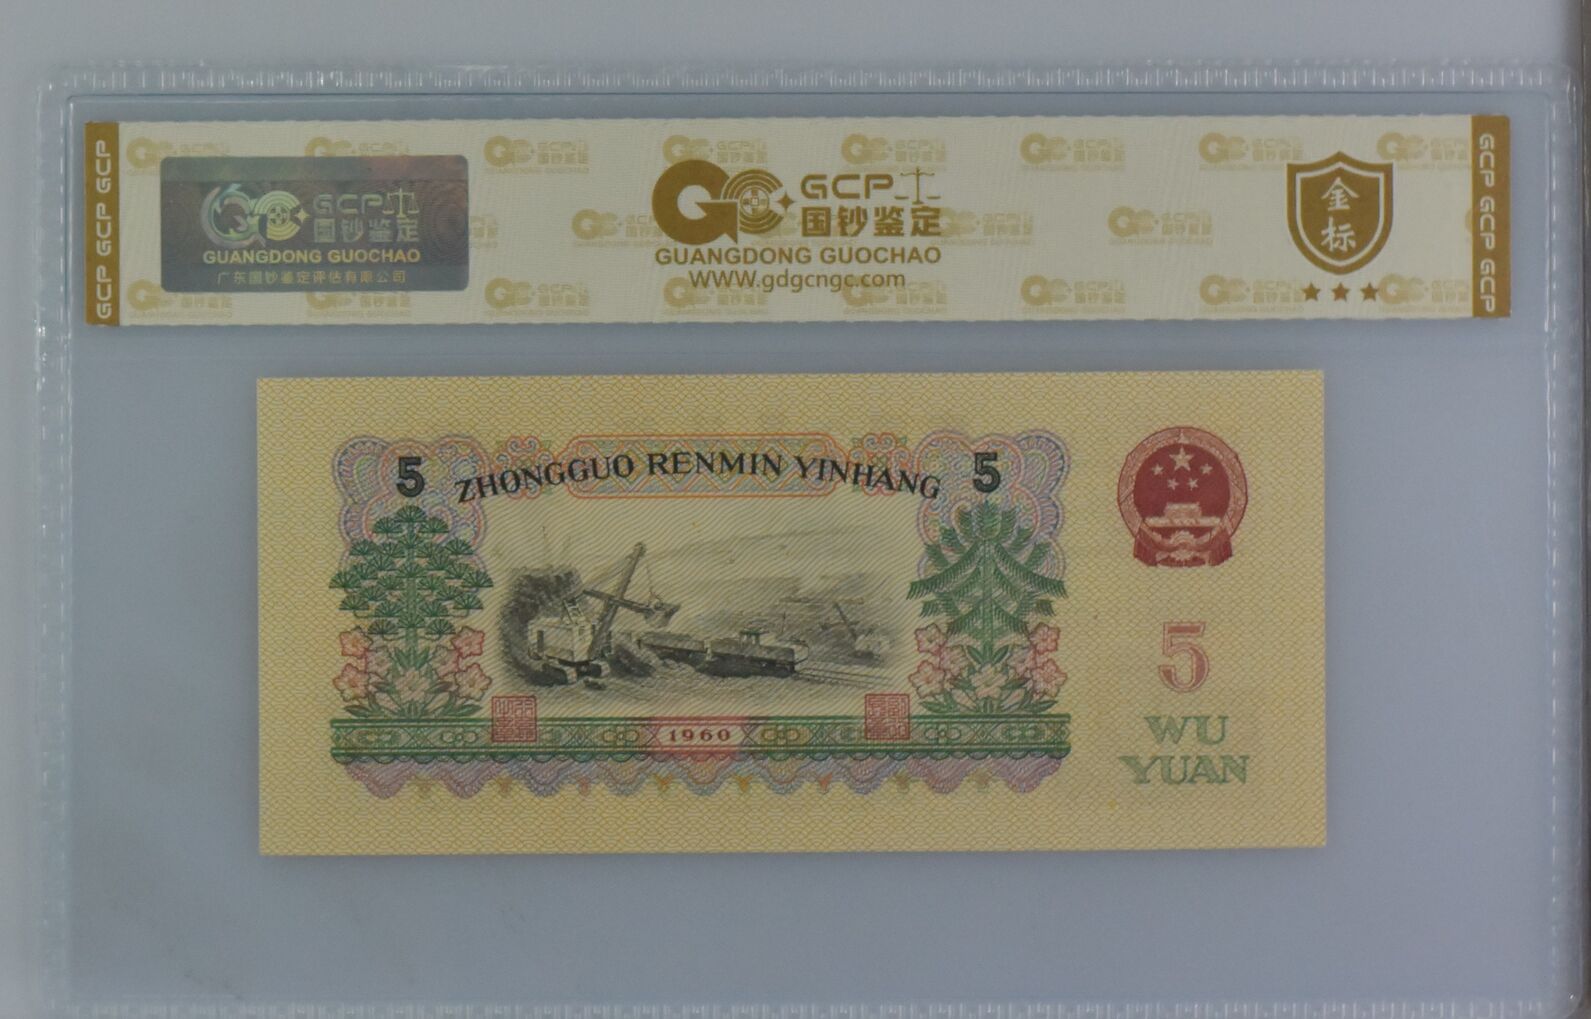 GCP GCP GCP
GCP
国钞鉴定
GUANGDONG GUOCHAO
广东国钞鉴定评估有限公司
GCP
国钞鉴定
GUANGDONG GUOCHAO
WWW.gdgcngc.com
金
标
GCP GCP GCP
5 ZHONGGUO RENMIN YINHANG 5
1960
5
WU
YUAN